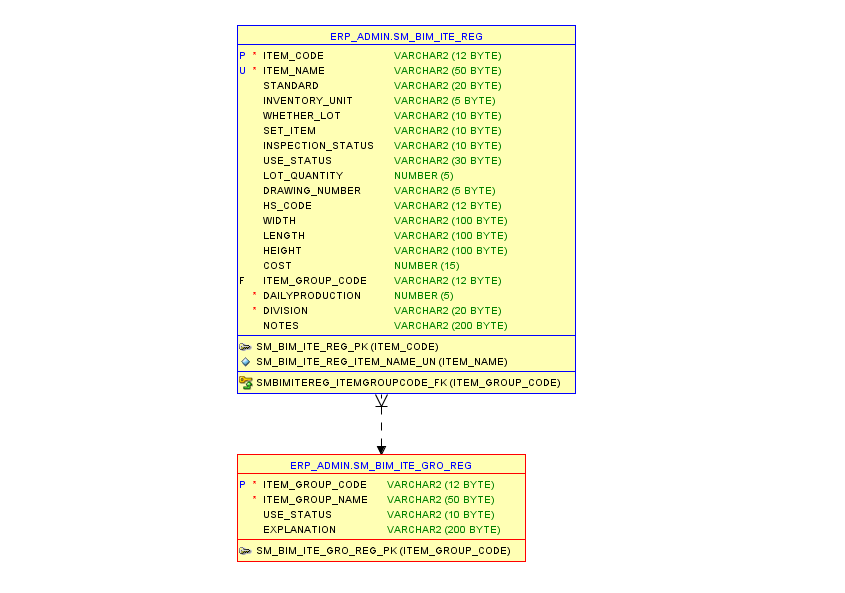 ERP_ADMIN.SM_BIM_ITE_REG
P * ITEM_CODE VARCHAR2 (12 BYTE)
U * ITEM_NAME VARCHAR2 (50 BYTE)
STANDARD VARCHAR2 (20 BYTE)
INVENTORY_UNIT VARCHAR2 (5 BYTE)
WHETHER_LOT VARCHAR2 (10 BYTE)
SET_ITEM VARCHAR2 (10 BYTE)
INSPECTION_STATUS VARCHAR2 (10 BYTE)
USE_STATUS VARCHAR2 (30 BYTE)
LOT_QUANTITY NUMBER (5)
DRAWING_NUMBER VARCHAR2 (5 BYTE)
HS_CODE VARCHAR2 (12 BYTE)
WIDTH VARCHAR2 (100 BYTE)
LENGTH VARCHAR2 (100 BYTE)
HEIGHT VARCHAR2 (100 BYTE)
COST NUMBER (15)
F ITEM_GROUP_CODE VARCHAR2 (12 BYTE)
* DAILYPRODUCTION NUMBER (5)
* DIVISION VARCHAR2 (20 BYTE)
NOTES VARCHAR2 (200 BYTE)
SM_BIM_ITE_REG_PK (ITEM_CODE)
SM_BIM_ITE_REG_ITEM_NAME_UN (ITEM_NAME)
SMBIMITEREG_ITEMGROUPCODE_FK (ITEM_GROUP_CODE)
ERP_ADMIN.SM_BIM_ITE_GRO_REG
P * ITEM_GROUP_CODE VARCHAR2 (12 BYTE)
* ITEM_GROUP_NAME VARCHAR2 (50 BYTE)
USE_STATUS VARCHAR2 (10 BYTE)
EXPLANATION VARCHAR2 (200 BYTE)
SM_BIM_ITE_GRO_REG_PK (ITEM_GROUP_CODE)